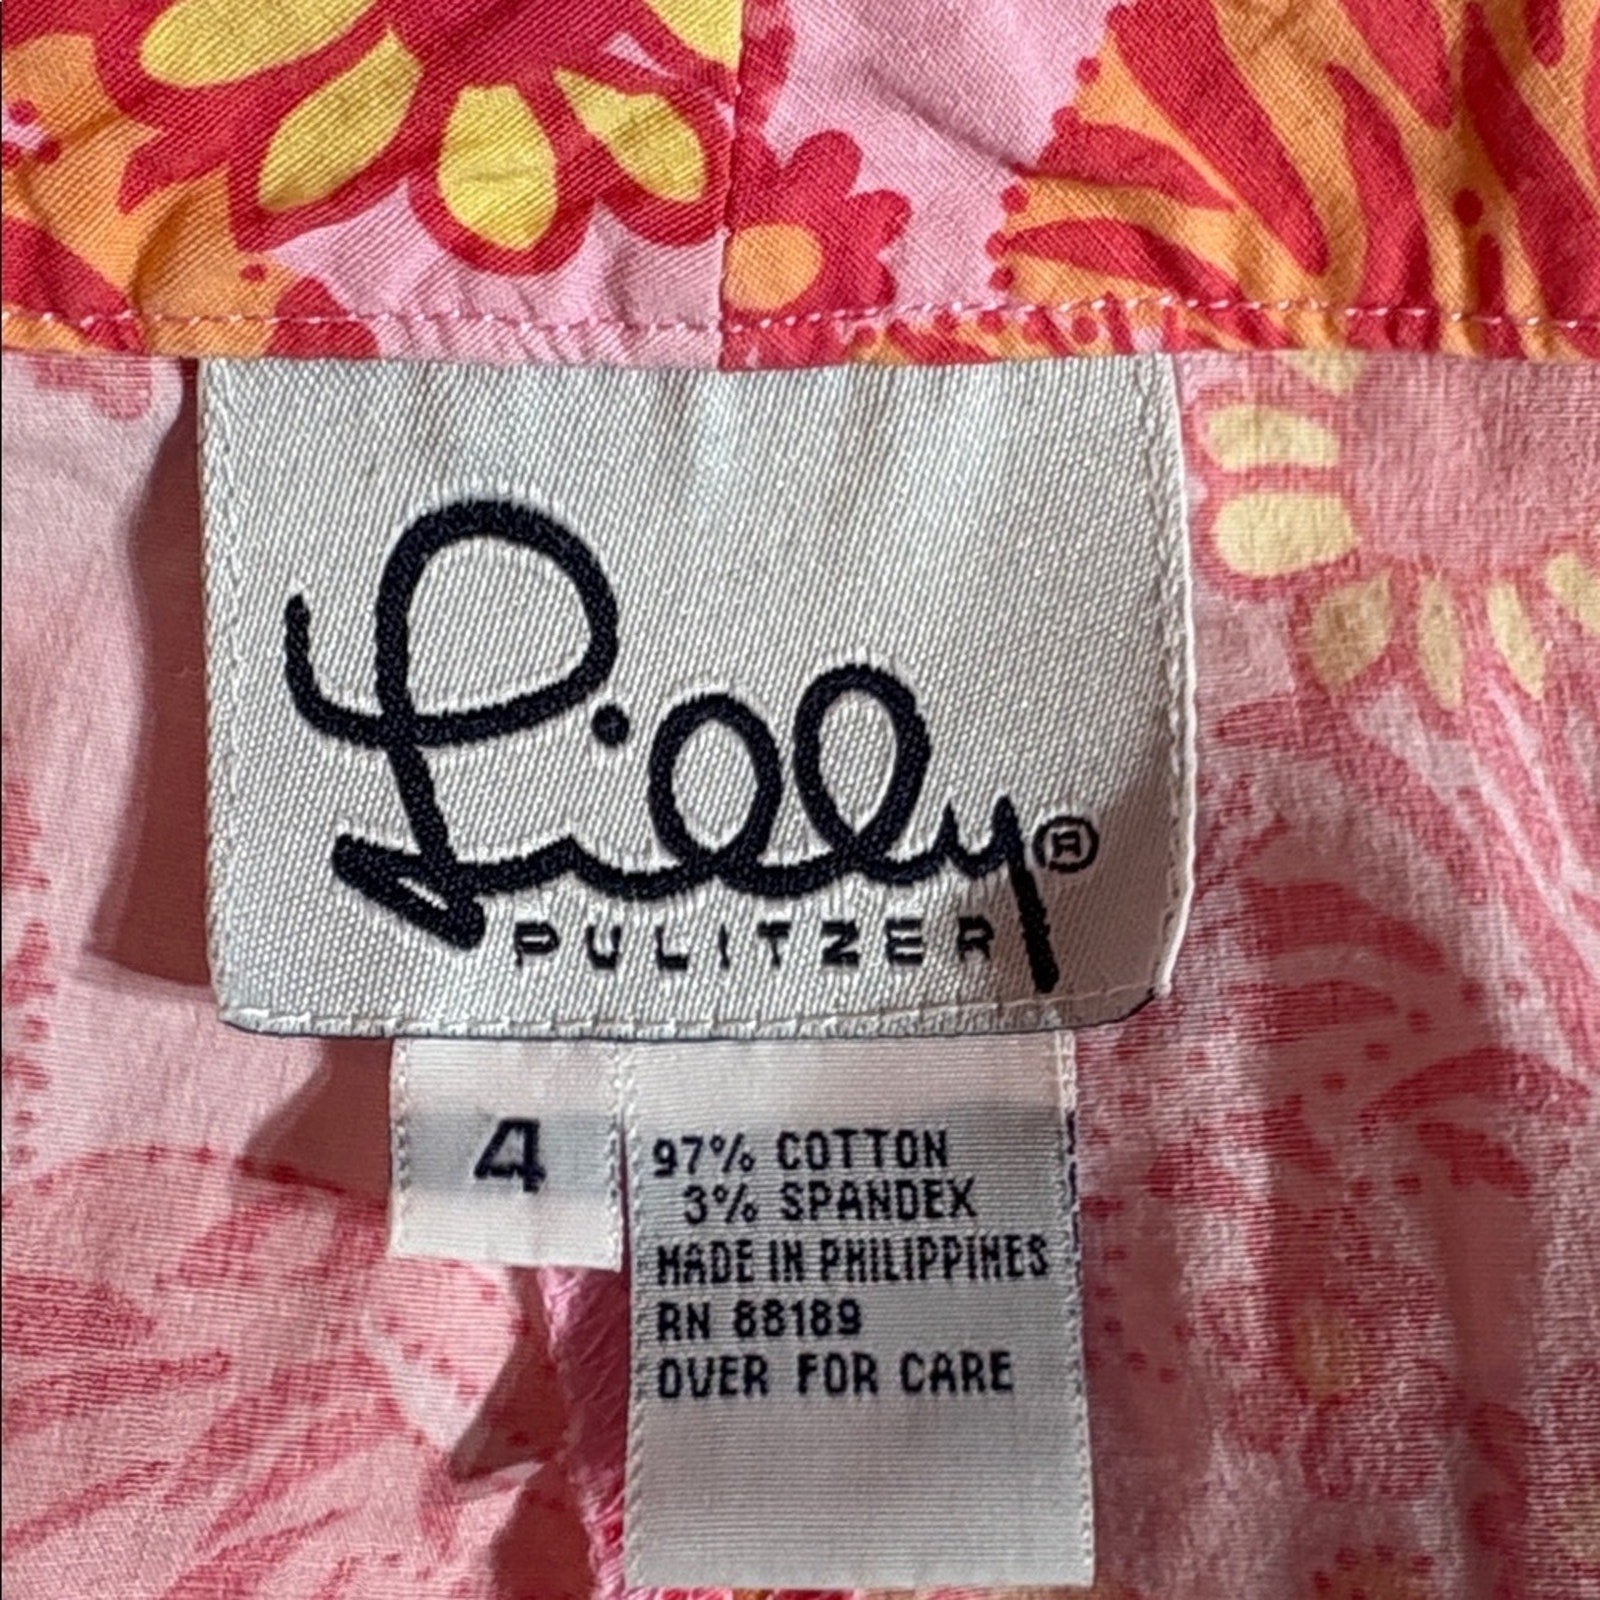 Lilly®
PULITZER
4
97% COTTON
3% SPANDEX
MADE IN PHILIPPINES
RN 88189
OVER FOR CARE